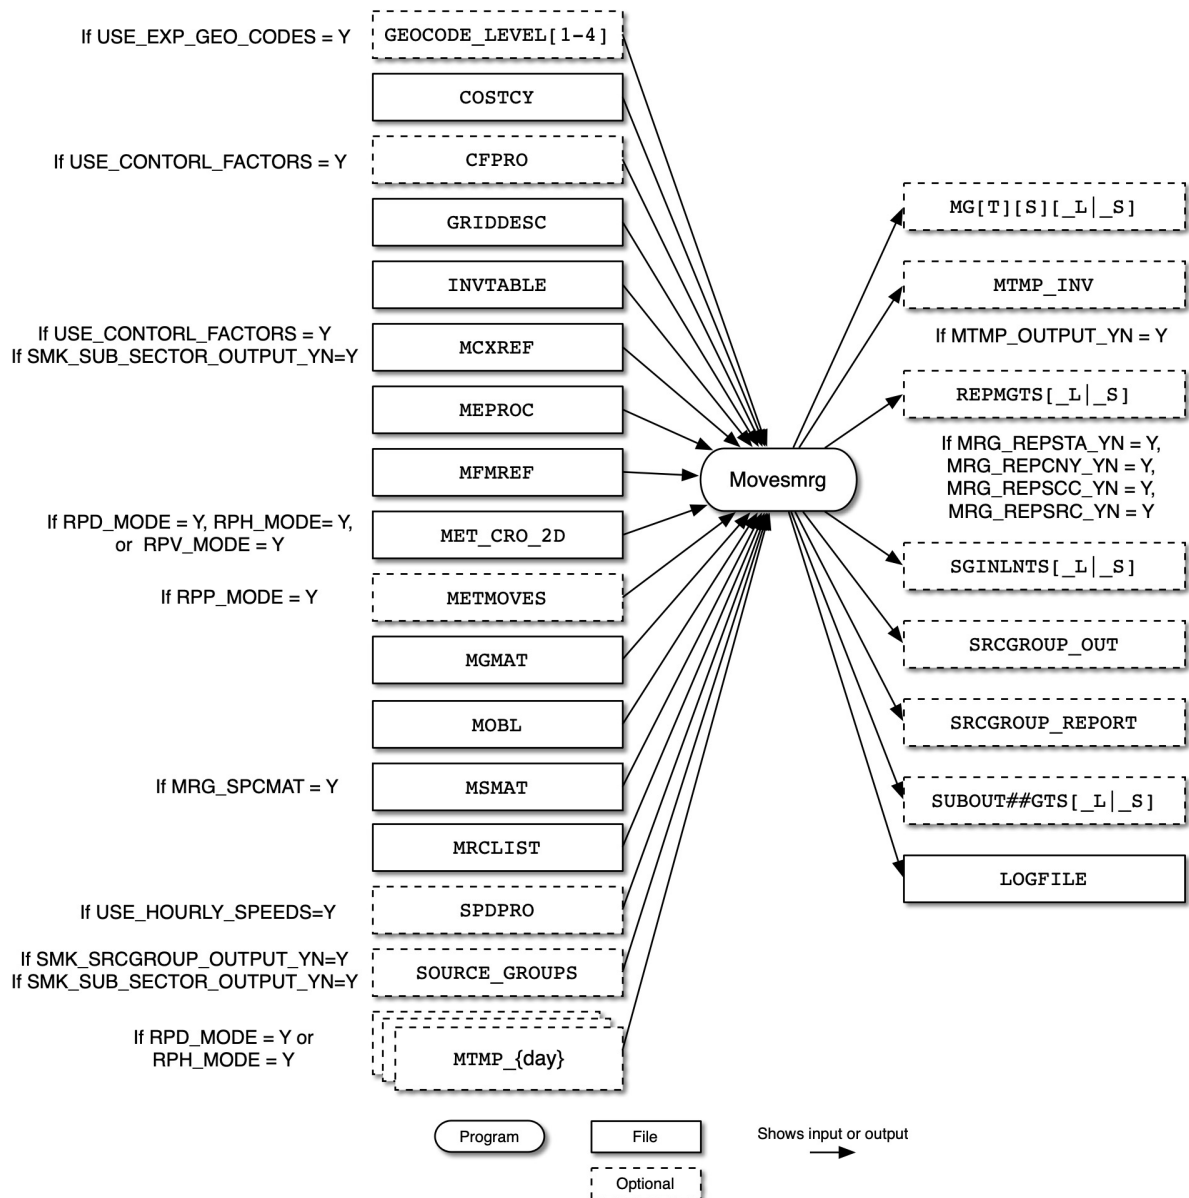 If USE_EXP_GEO_CODES = Y
GEOCODE_LEVEL[1-4]
COSTCY
If USE_CONTORL_FACTORS = Y
CFPRO
GRIDDESC
INVTABLE
If USE_CONTORL_FACTORS = Y
If SMK_SUB_SECTOR_OUTPUT_YN=Y
MCXREF
MEPROC
MFMREF
If RPD_MODE = Y, RPH_MODE= Y,
or RPV_MODE = Y
MET_CRO_2D
If RPP_MODE = Y
METMOVES
MGMAT
MOBL
If MRG_SPCMAT = Y
MSMAT
MRCLIST
If USE_HOURLY_SPEEDS=Y
SPDPRO
If SMK_SRCGROUP_OUTPUT_YN=Y
If SMK_SUB_SECTOR_OUTPUT_YN=Y
SOURCE_GROUPS
If RPD_MODE = Y or
RPH_MODE = Y
MTMP_{day}
Movesmrg
MG[T][S][_L|_S]
MTMP_INV
If MTMP_OUTPUT_YN = Y
REPMGTS[_L|_S]
If MRG_REPSTA_YN = Y,
MRG_REPCNY_YN = Y,
MRG_REPSCC_YN = Y,
MRG_REPSRC_YN = Y
SGINLNTS[_L|_S]
SRCGROUP_OUT
SRCGROUP_REPORT
SUBOUT##GTS[_L|_S]
LOGFILE
Program
File
Shows input or output
Optional